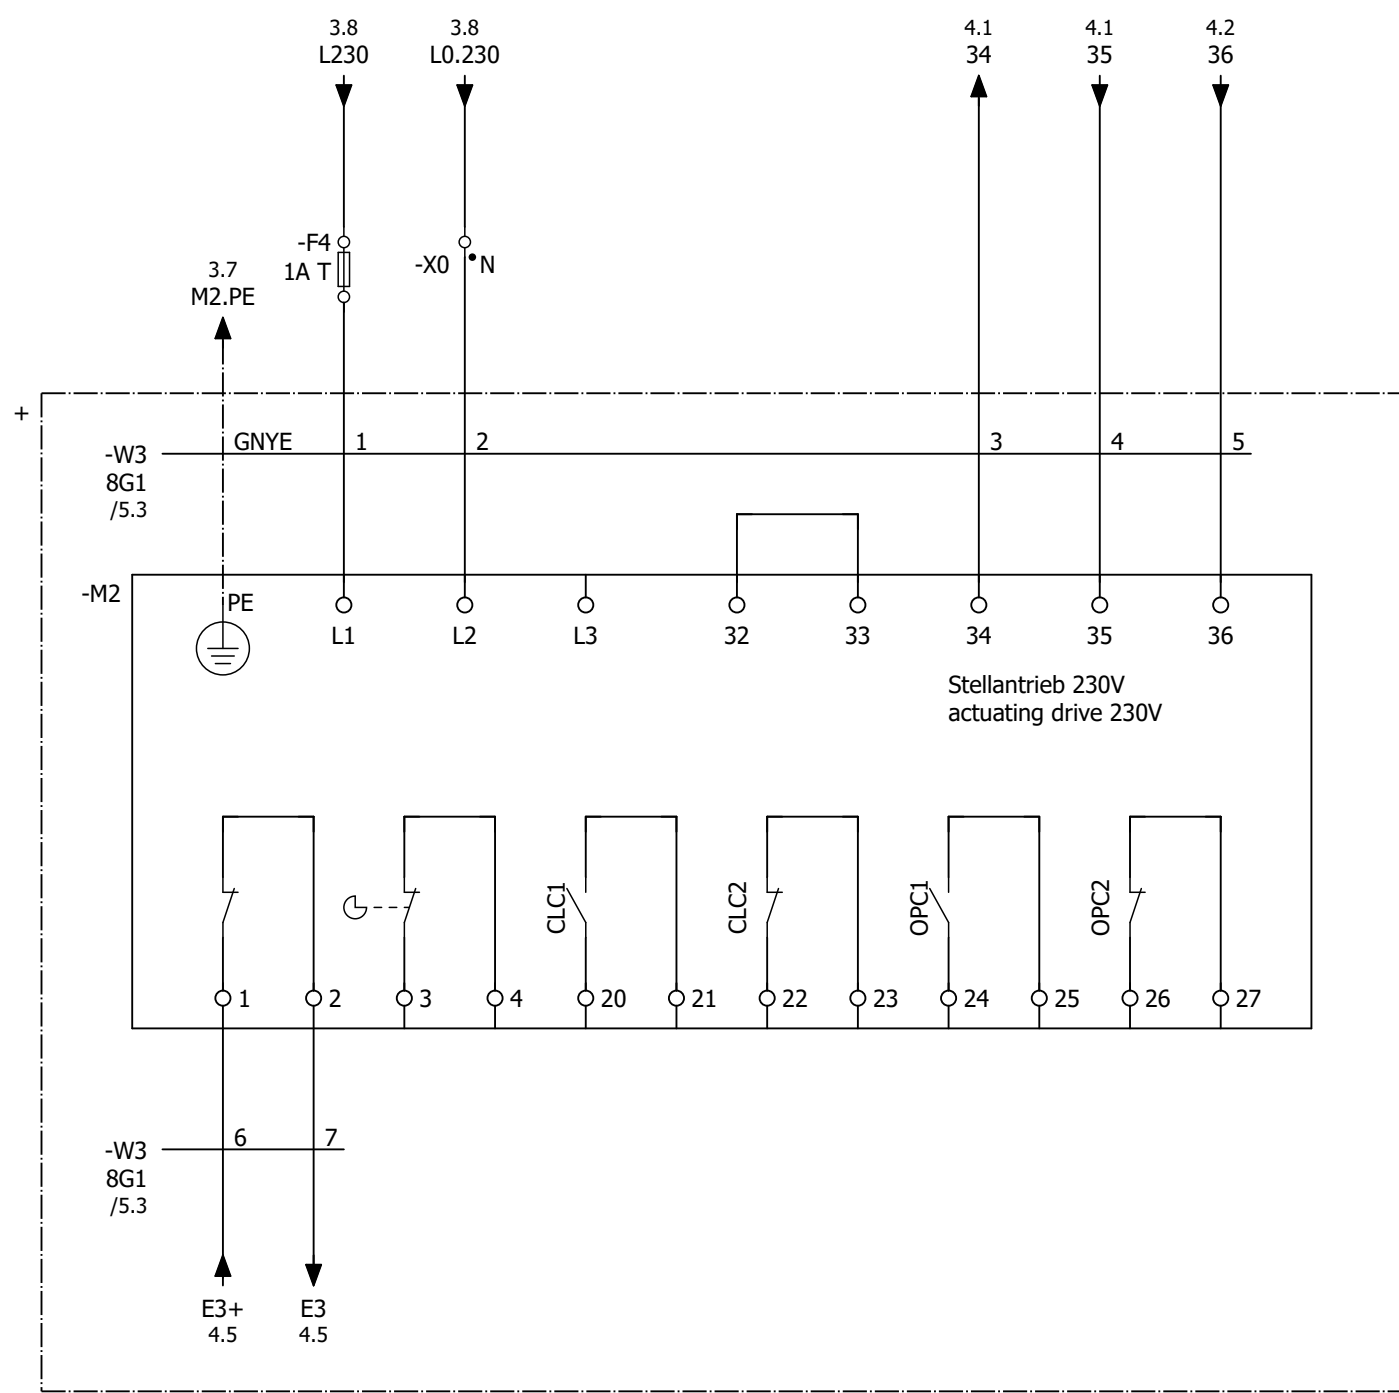 3.8 3.8 4.1 4.1 4.2
L230 L0.230 34 35 36
-F4
1A T
-X0 N
3.7
M2.PE
+
GNYE 1 2 3 4 5
-W3
8G1
/5.3
-M2
PE
L1 L2 L3 32 33 34 35 36
Stellantrieb 230V
actuating drive 230V
CLC1 CLC2 OPC1 OPC2
1 2 3 4 20 21 22 23 24 25 26 27
6 7
-W3
8G1
/5.3
E3+ E3
4.5 4.5